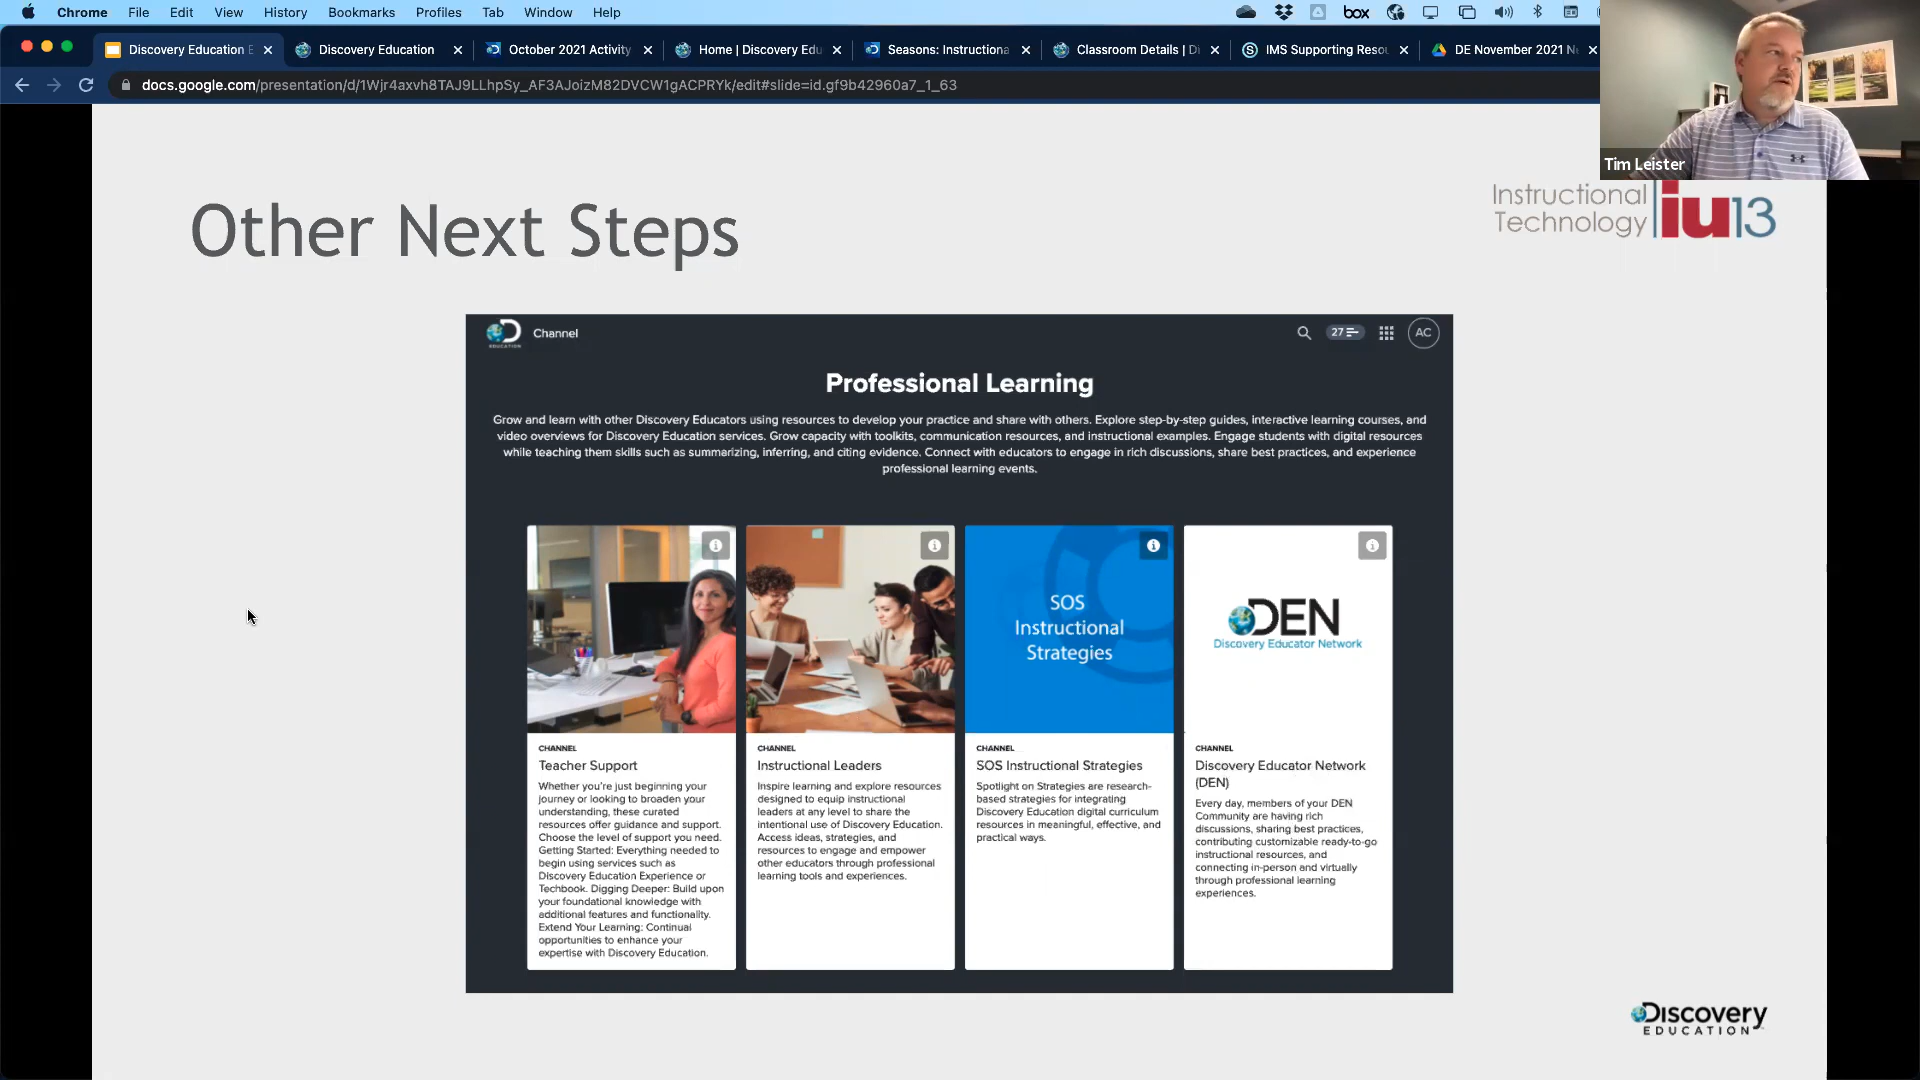 Chrome File Edit View History Bookmarks Profiles Tab Window Help box
Discovery Education E Discovery Education October 2021 Activity Home | Discovery Edu Seasons: Instructiona Classroom Details | Di IMS Supporting Resou DE November 2021 N
docs.google.com/presentation/d/1Wjr4axvh8TAJ9LLhpSy_AF3AJoizM82DVCW1gACPRYk/edit#slide=id.gf9b42960a7_1_63
Tim Leister
Other Next Steps
Instructional
Technology
iu13
EDUCATION
Channel
27
AC
Professional Learning
Grow and learn with other Discovery Educators using resources to develop your practice and share with others. Explore step-by-step guides, interactive learning courses, and
video overviews for Discovery Education services. Grow capacity with toolkits, communication resources, and instructional examples. Engage students with digital resources
while teaching them skills such as summarizing, inferring, and citing evidence. Connect with educators to engage in rich discussions, share best practices, and experience
professional learning events.
CHANNEL
Teacher Support
Whether you're just beginning your
journey or looking to broaden your
understanding, these curated
resources offer guidance and support.
Choose the level of support you need.
Getting Started: Everything needed to
begin using services such as
Discovery Education Experience or
Techbook. Digging Deeper: Build upon
your foundational knowledge with
additional features and functionality.
Extend Your Learning: Continual
opportunities to enhance your
expertise with Discovery Education.
CHANNEL
Instructional Leaders
Inspire learning and explore resources
designed to equip instructional
leaders at any level to share the
intentional use of Discovery Education.
Access ideas, strategies, and
resources to engage and empower
other educators through professional
learning tools and experiences.
SOS
Instructional
Strategies
CHANNEL
SOS Instructional Strategies
Spotlight on Strategies are research-
based strategies for integrating
Discovery Education digital curriculum
resources in meaningful, effective, and
practical ways.
DEN
Discovery Educator Network
CHANNEL
Discovery Educator Network
(DEN)
Every day, members of your DEN
Community are having rich
discussions, sharing best practices,
contributing customizable ready-to-go
instructional resources, and
connecting in-person and virtually
through professional learning
experiences.
Discovery
EDUCATION